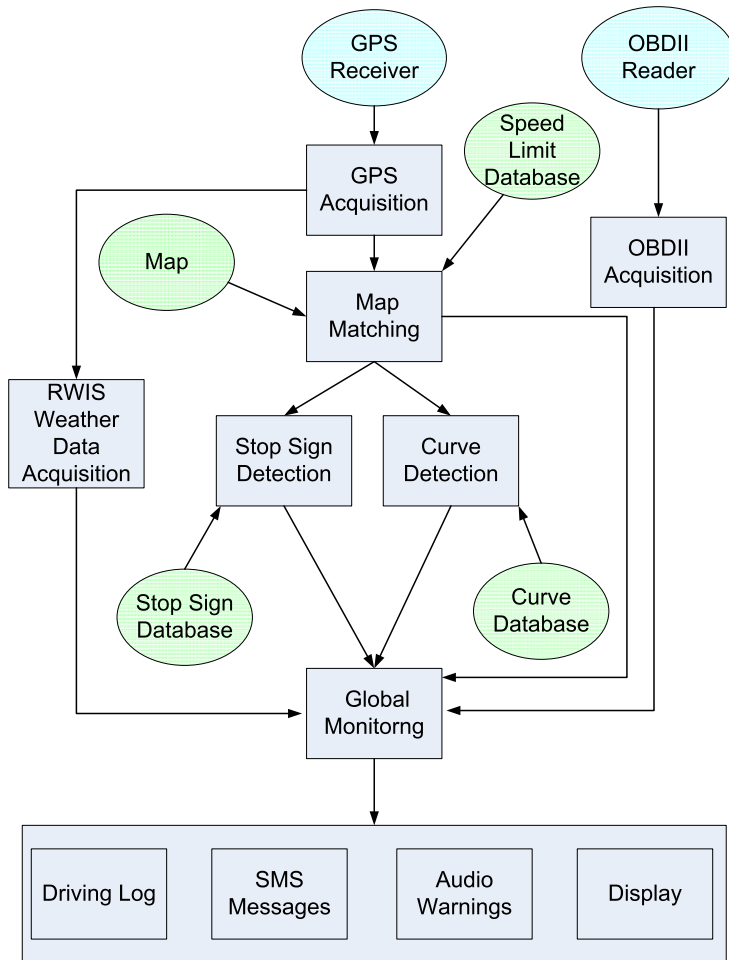 GPS
Receiver
OBDII
Reader
Speed
Limit
Database
GPS
Acquisition
OBDII
Acquisition
Map
Map
Matching
RWIS
Weather
Data
Acquisition
Stop Sign
Detection
Curve
Detection
Stop Sign
Database
Curve
Database
Global
Monitorng
Driving Log
SMS
Messages
Audio
Warnings
Display